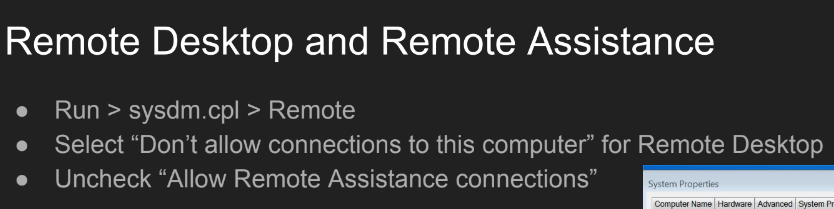 Remote Desktop and Remote Assistance
● Run > sysdm.cpl > Remote
● Select “Don’t allow connections to this computer” for Remote Desktop
● Uncheck “Allow Remote Assistance connections”
System Properties
Computer Name Hardware Advanced System Pr